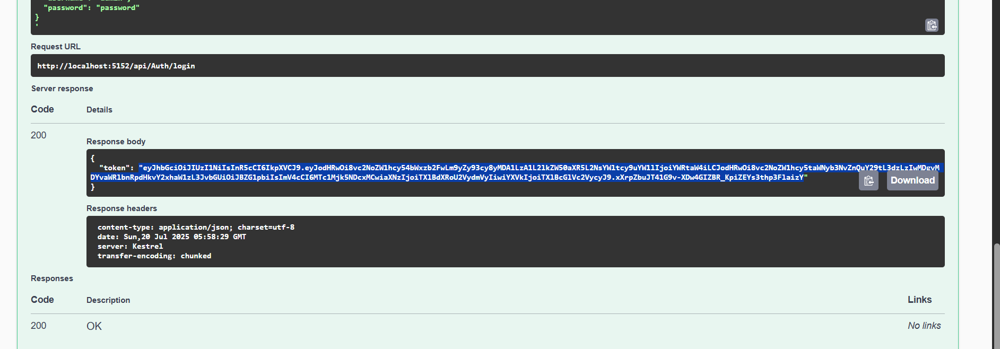 "password": "password"
}
'
Request URL
http://localhost:5152/api/Auth/login
Server response
Code Details
200
Response body
{
"token": "eyJhbGciOiJIUzI1NiIsInR5cCI6IkpXVCJ9.eyJodHRwOi8vc2NoZW1hcy54bWxzb2FwLm9yZy93cy8yMDA1LzA1L2lkZW50aXR5L2NsYWltcy9uYW1lIjoiYWRtaW4iLCJodHRwOi8vc2NoZW1hcy5taWNyb3NvZnQuY29tL3dzLzIwMDgvM
DYvaWRlbnRpdHkvY2xhaW1zL3JvbGUiOiJBZG1pbiIsImV4cCI6MTc1Mjk5NDcxMCwiaXNzIjoiTXlBdXRoU2VydmVyIiwiYXVkIjoiTXlBcGlVc2VycyJ9.xXrpZbuJT41G9v-XDw4GIZBR_KpiZEYs3thp3FlaizY"
}
Download
Response headers
content-type: application/json; charset=utf-8
date: Sun,20 Jul 2025 05:58:29 GMT
server: Kestrel
transfer-encoding: chunked
Responses
Code Description Links
200 OK No links